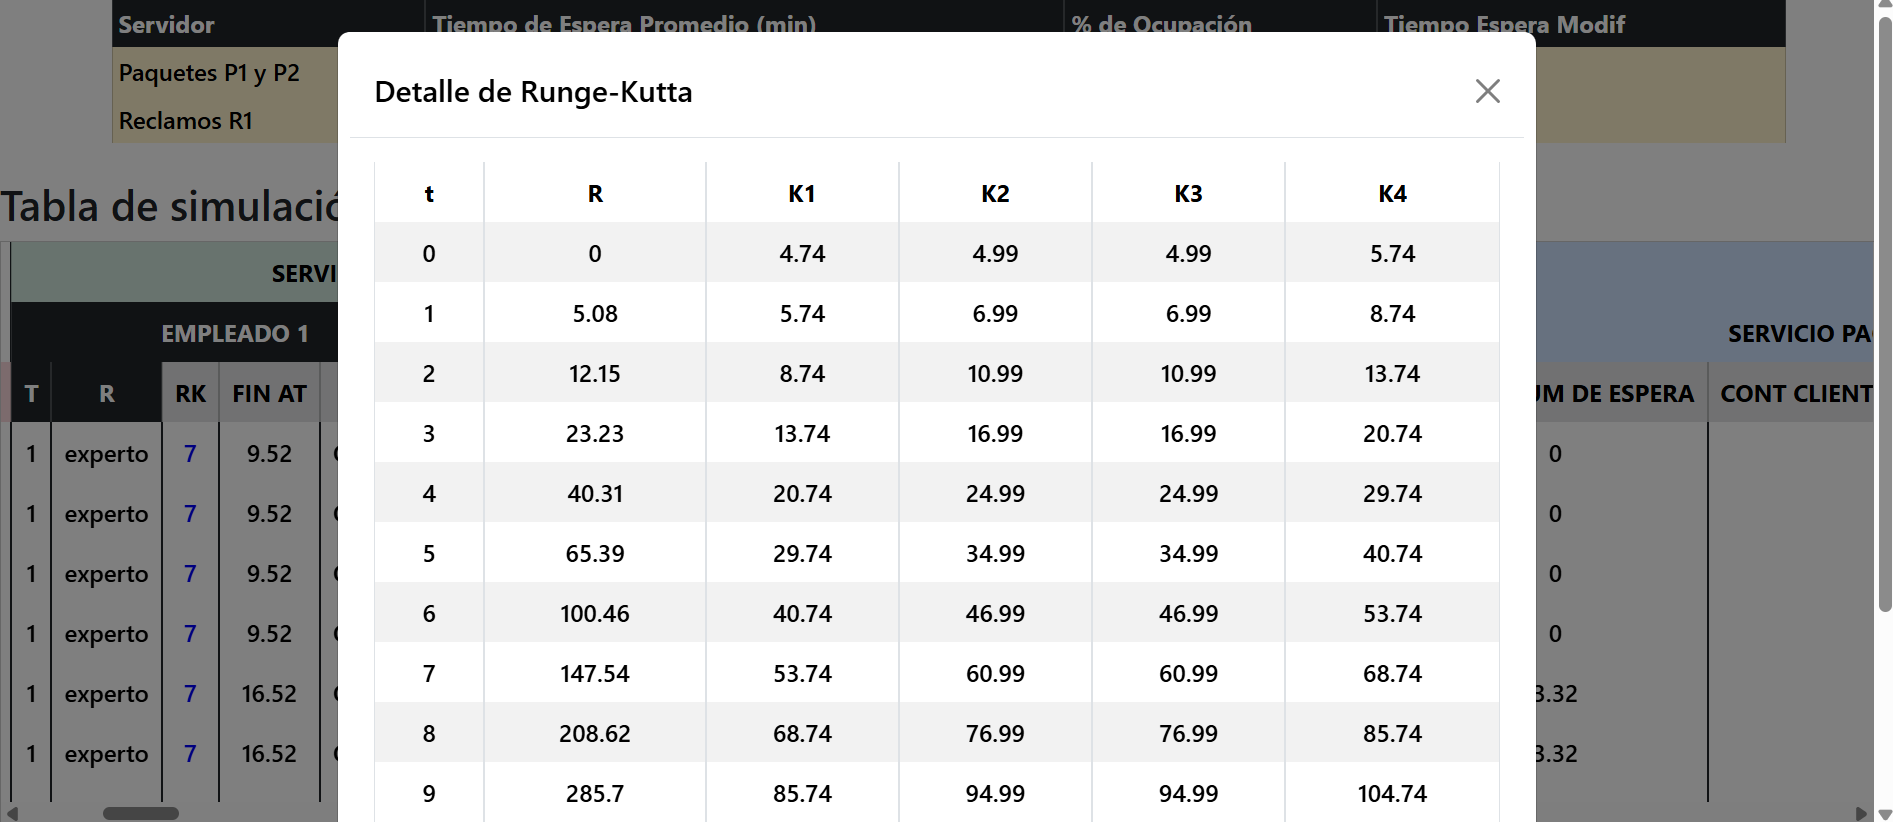 Servidor Tiempo de Espera Promedio (min) % de Ocupación Tiempo Espera Modif
Paquetes P1 y P2
Reclamos R1
Detalle de Runge-Kutta
t R K1 K2 K3 K4
0 0 4.74 4.99 4.99 5.74
1 5.08 5.74 6.99 6.99 8.74
2 12.15 8.74 10.99 10.99 13.74
3 23.23 13.74 16.99 16.99 20.74
4 40.31 20.74 24.99 24.99 29.74
5 65.39 29.74 34.99 34.99 40.74
6 100.46 40.74 46.99 46.99 53.74
7 147.54 53.74 60.99 60.99 68.74
8 208.62 68.74 76.99 76.99 85.74
9 285.7 85.74 94.99 94.99 104.74
Tabla de simulació
SERVI
EMPLEADO 1 SERVICIO PA
T R RK FIN AT UM DE ESPERA CONT CLIENT
1 experto 7 9.52 0
1 experto 7 9.52 0
1 experto 7 9.52 0
1 experto 7 9.52 0
1 experto 7 16.52 3.32
1 experto 7 16.52 3.32